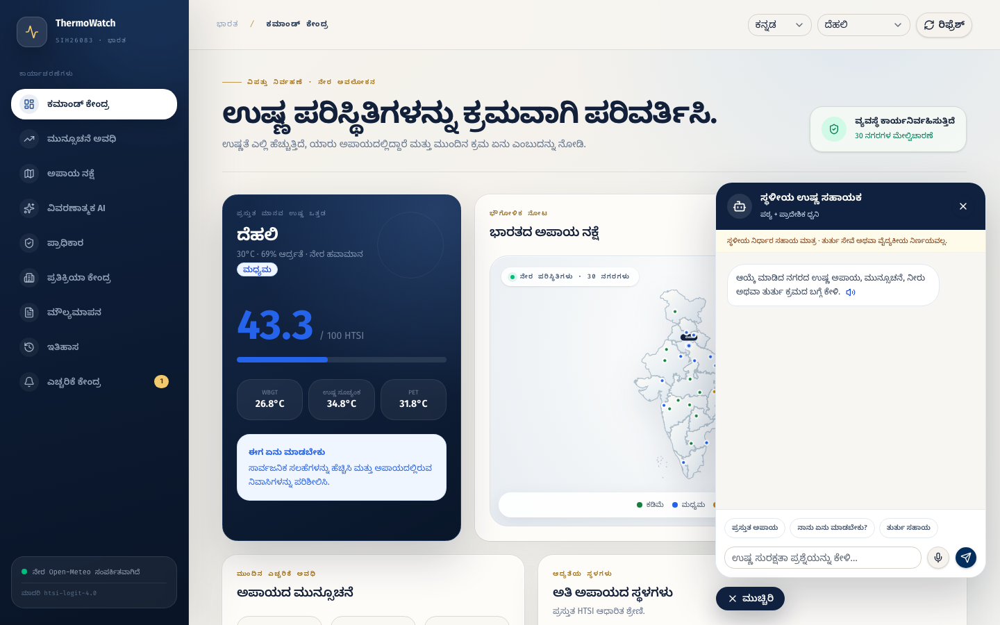 ThermoWatch
SIH26083 · ಭಾರತ
ಕಾರ್ಯಾಚರಣೆಗಳು
ಕಮಾಂಡ್ ಕೇಂದ್ರ
ಮುನ್ಸೂಚನೆ ಅವಧಿ
ಅಪಾಯ ನಕ್ಷೆ
ವಿವರಣಾತ್ಮಕ AI
ಪ್ರಾಧಿಕಾರ
ಪ್ರತಿಕ್ರಿಯಾ ಕೇಂದ್ರ
ಮೌಲ್ಯಮಾಪನ
ಇತಿಹಾಸ
ಎಚ್ಚರಿಕೆ ಕೇಂದ್ರ 1
ನೇರ Open-Meteo ಸಂಪರ್ಕಿತವಾಗಿದೆ
ಮಾದರಿ htsi-logit-4.0
ಭಾರತ / ಕಮಾಂಡ್ ಕೇಂದ್ರ
ಕನ್ನಡ
ದೆಹಲಿ
ರಿಫ್ರೆಶ್
ವಿಪತ್ತು ನಿರ್ವಹಣೆ · ನೇರ ಅವಲೋಕನ
ಉಷ್ಣ ಪರಿಸ್ಥಿತಿಗಳನ್ನು ಕ್ರಮವಾಗಿ ಪರಿವರ್ತಿಸಿ.
ಉಷ್ಣತೆ ಎಲ್ಲಿ ಹೆಚ್ಚುತ್ತಿದೆ, ಯಾರು ಅಪಾಯದಲ್ಲಿದ್ದಾರೆ ಮತ್ತು ಮುಂದಿನ ಕ್ರಮ ಏನು ಎಂಬುದನ್ನು ನೋಡಿ.
ವ್ಯವಸ್ಥೆ ಕಾರ್ಯನಿರ್ವಹಿಸುತ್ತಿದೆ
30 ನಗರಗಳ ಮೇಲ್ವಿಚಾರಣೆ
ಪ್ರಸ್ತುತ ಮಾನವ ಉಷ್ಣ ಒತ್ತಡ
ದೆಹಲಿ
30°C · 69% ಆರ್ದ್ರತೆ · ನೇರ ಹವಾಮಾನ
ಮಧ್ಯಮ
43.3 / 100 HTSI
WBGT
26.8°C
ಉಷ್ಣ ಸೂಚ್ಯಂಕ
34.8°C
PET
31.8°C
ಈಗ ಏನು ಮಾಡಬೇಕು
ಸಾರ್ವಜನಿಕ ಸಲಹೆಗಳನ್ನು ಹೆಚ್ಚಿಸಿ ಮತ್ತು ಅಪಾಯದಲ್ಲಿರುವ
ನಿವಾಸಿಗಳನ್ನು ಪರಿಶೀಲಿಸಿ.
ಭೌಗೋಳಿಕ ನೋಟ
ಭಾರತದ ಅಪಾಯ ನಕ್ಷೆ
ನೇರ ಪರಿಸ್ಥಿತಿಗಳು · 30 ನಗರಗಳು
ಕಡಿಮೆ
ಮಧ್ಯಮ
ಸ್ಥಳೀಯ ಉಷ್ಣ ಸಹಾಯಕ
ಪಠ್ಯ + ಪ್ರಾದೇಶಿಕ ಧ್ವನಿ
ಸ್ಥಳೀಯ ನಿರ್ಧಾರ ಸಹಾಯ ಮಾತ್ರ · ತುರ್ತು ಸೇವೆ ಅಥವಾ ವೈದ್ಯಕೀಯ ನಿರ್ಣಯವಲ್ಲ.
ಆಯ್ಕೆ ಮಾಡಿದ ನಗರದ ಉಷ್ಣ ಅಪಾಯ, ಮುನ್ಸೂಚನೆ, ನೀರು
ಅಥವಾ ತುರ್ತು ಕ್ರಮದ ಬಗ್ಗೆ ಕೇಳಿ.
ಪ್ರಸ್ತುತ ಅಪಾಯ
ನಾನು ಏನು ಮಾಡಬೇಕು?
ತುರ್ತು ಸಹಾಯ
ಉಷ್ಣ ಸುರಕ್ಷತಾ ಪ್ರಶ್ನೆಯನ್ನು ಕೇಳಿ...
ಮುಚ್ಚಿರಿ
ಮುಂದಿನ ಎಚ್ಚರಿಕೆ ಅವಧಿ
ಅಪಾಯದ ಮುನ್ಸೂಚನೆ
ಆದ್ಯತೆಯ ಸ್ಥಳಗಳು
ಅತಿ ಅಪಾಯದ ಸ್ಥಳಗಳು
ಪ್ರಸ್ತುತ HTSI ಆಧಾರಿತ ಶ್ರೇಣಿ.